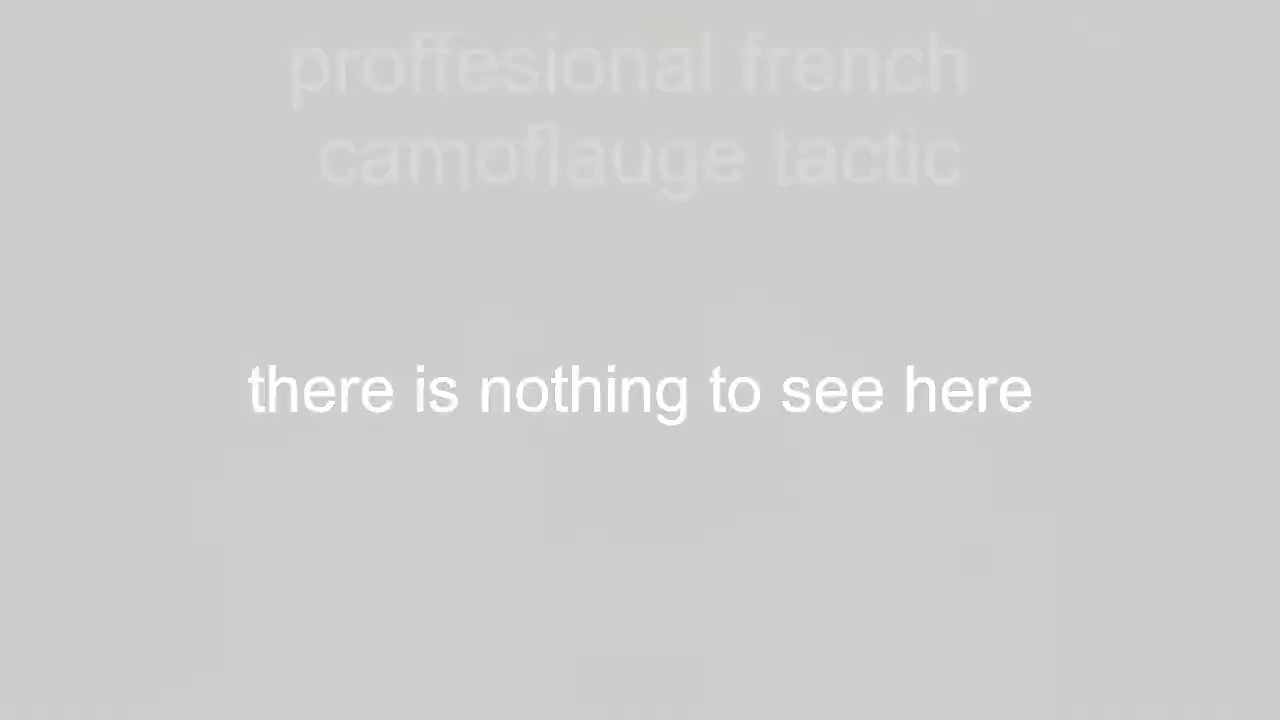 proffesional french
camoflauge tactic
there is nothing to see here